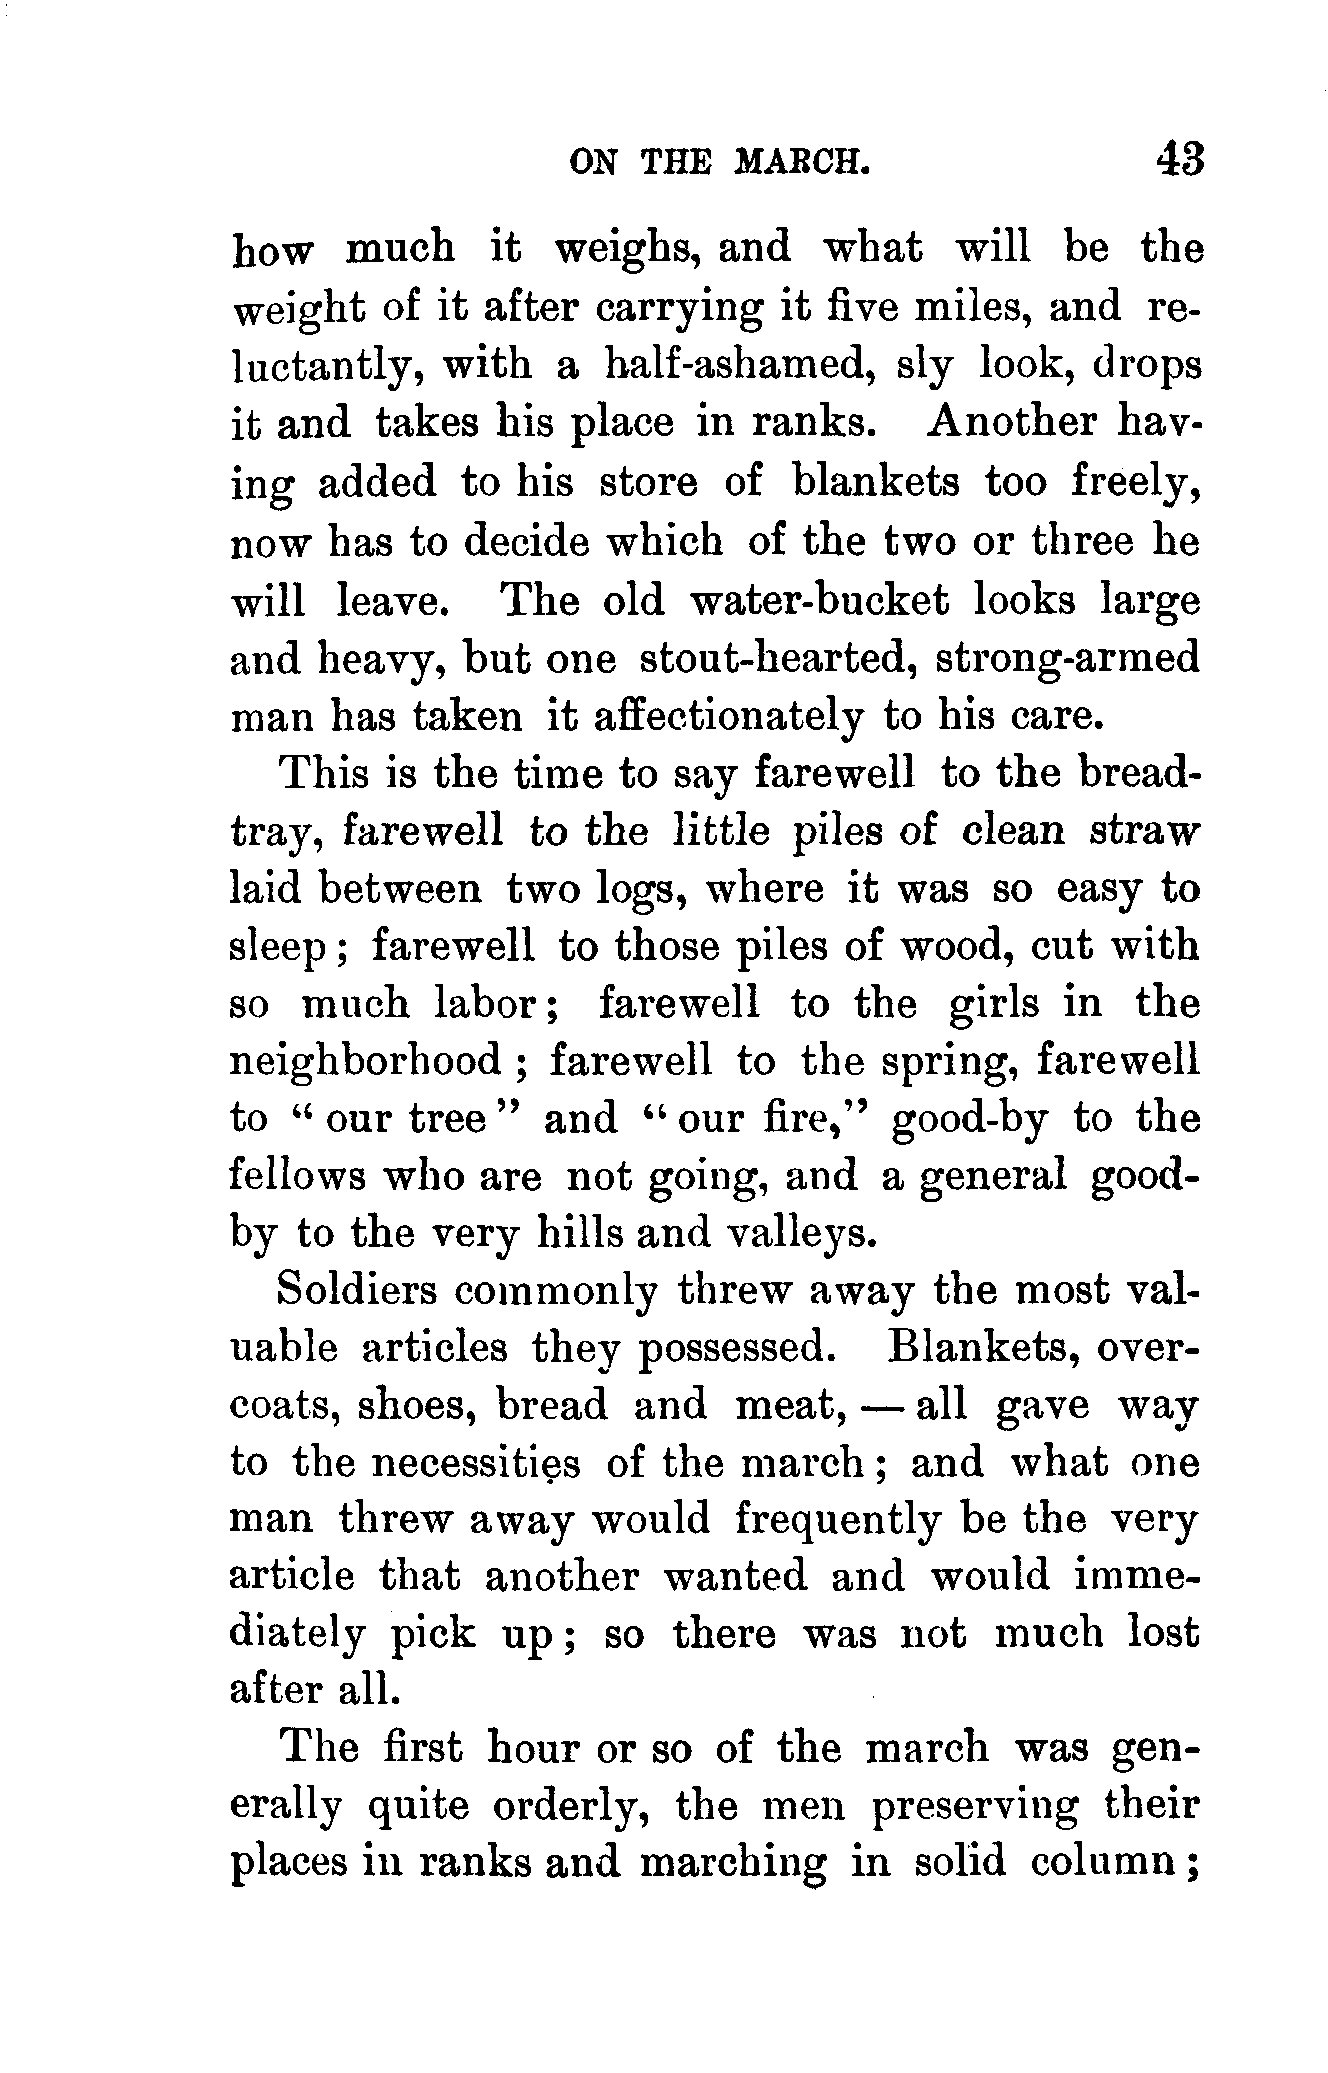 ON THE MARCH. 43
how much it weighs, and what will be the
weight of it after carrying it five miles, and re-
luctantly, with a half-ashamed, sly look, drops
it and takes his place in ranks. Another hav-
ing added to his store of blankets too freely,
now has to decide which of the two or three he
will leave. The old water-bucket looks large
and heavy, but one stout-hearted, strong-armed
man has taken it affectionately to his care.
This is the time to say farewell to the bread-
tray, farewell to the little piles of clean straw
laid between two logs, where it was so easy to
sleep; farewell to those piles of wood, cut with
so much labor; farewell to the girls in the
neighborhood; farewell to the spring, farewell
to "our tree" and "our fire," good-by to the
fellows who are not going, and a general good-
by to the very hills and valleys.
Soldiers commonly threw away the most val-
uable articles they possessed. Blankets, over-
coats, shoes, bread and meat, — all gave way
to the necessities of the march; and what one
man threw away would frequently be the very
article that another wanted and would imme-
diately pick up; so there was not much lost
after all.
The first hour or so of the march was gen-
erally quite orderly, the men preserving their
places in ranks and marching in solid column;